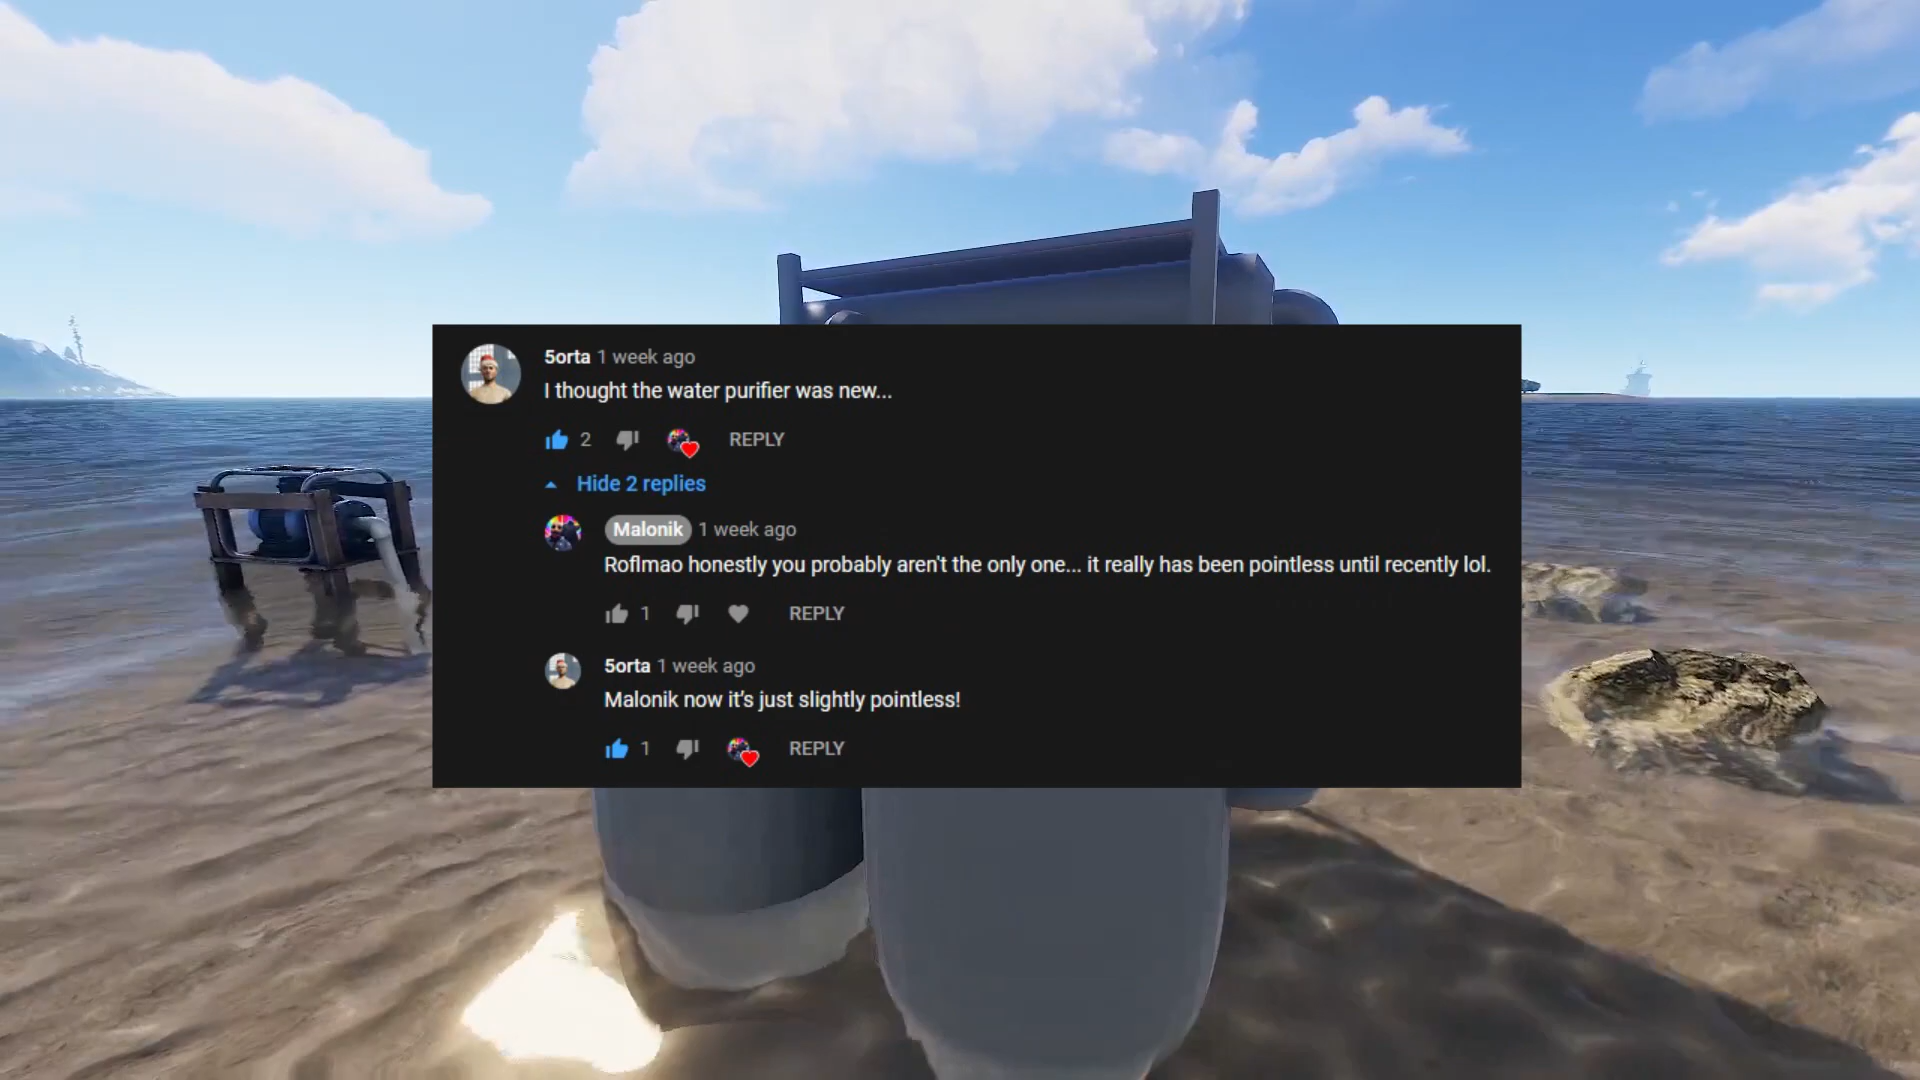 5orta 1 week ago
I thought the water purifier was new...
2 REPLY
Hide 2 replies
Malonik 1 week ago
Roflmao honestly you probably aren't the only one... it really has been pointless until recently lol.
1 REPLY
5orta 1 week ago
Malonik now it's just slightly pointless!
1 REPLY